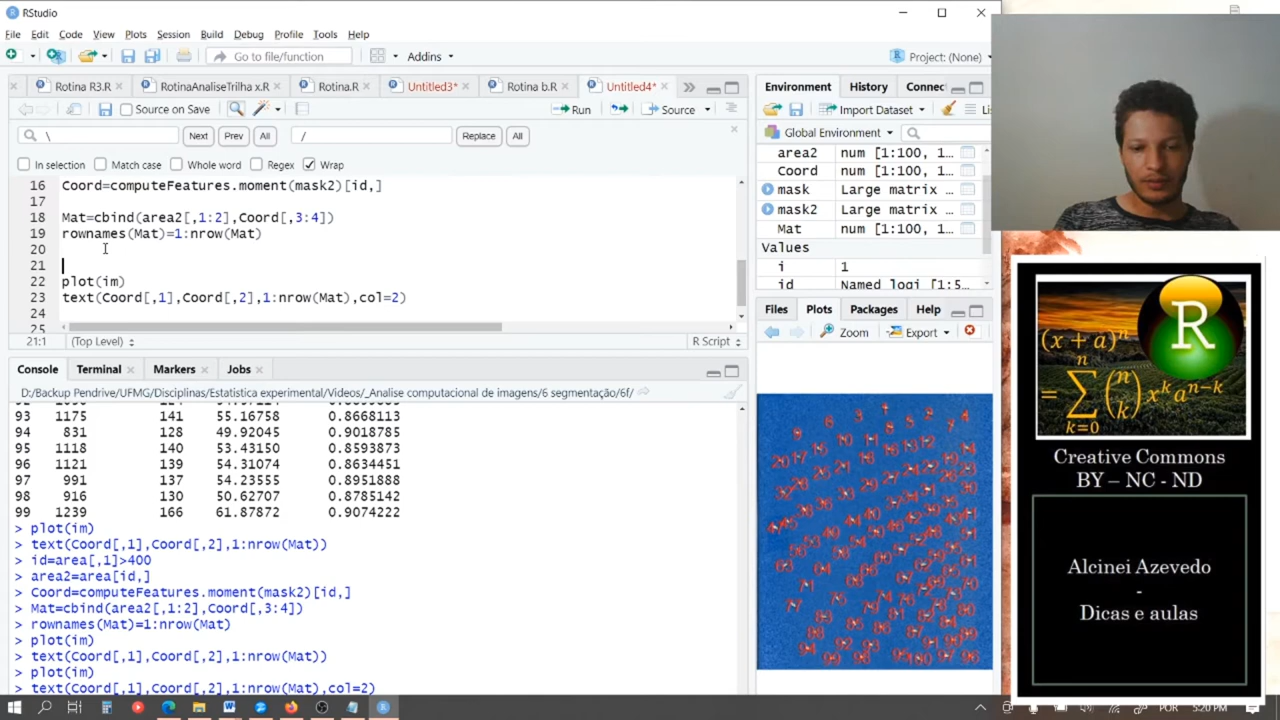 RStudio
File Edit Code View Plots Session Build Debug Profile Tools Help
Go to file/function Addins Project: (None)
Rotina R3.R RotinaAnaliseTrilha x.R Rotina.R Untitled3* Rotina b.R Untitled4*
Source on Save Run Source
\ Next Prev All / Replace All
In selection Match case Whole word Regex Wrap
16 Coord=computeFeatures.moment(mask2)[id,]
17
18 Mat=cbind(area2[,1:2],Coord[,3:4])
19 rownames(Mat)=1:nrow(Mat)
20
21
22 plot(im)
23 text(Coord[,1],Coord[,2],1:nrow(Mat),col=2)
24
25
21:1 (Top Level) R Script
Console Terminal Markers Jobs
D:/Backup Pendrive/UFMG/Disciplinas/Estatistica experimental/Videos/_Analise computacional de imagens/6 segmentação/6f/
93 1175 141 55.16758 0.8668113
94 831 128 49.92045 0.9018785
95 1118 140 53.43150 0.8593873
96 1121 139 54.31074 0.8634451
97 991 137 54.23555 0.8951888
98 916 130 50.62707 0.8785142
99 1239 166 61.87872 0.9074222
> plot(im)
> text(Coord[,1],Coord[,2],1:nrow(Mat))
> id=area[,1]>400
> area2=area[id,]
> Coord=computeFeatures.moment(mask2)[id,]
> Mat=cbind(area2[,1:2],Coord[,3:4])
> rownames(Mat)=1:nrow(Mat)
> plot(im)
> text(Coord[,1],Coord[,2],1:nrow(Mat))
> plot(im)
> text(Coord[,1],Coord[,2],1:nrow(Mat),col=2)
Environment History Connec
Import Dataset
Global Environment
area2 num [1:100, 1...
Coord num [1:100, 1...
mask Large matrix ...
mask2 Large matrix ...
Mat num [1:100, 1...
Values
i 1
id Named logi [1:5...
Files Plots Packages Help
Zoom Export
R
(x + a)^n
= ∑ n k=0 (n k) x^k a^{n-k}
Creative Commons
BY – NC - ND
Alcinei Azevedo
-
Dicas e aulas
POR 5:20 PM